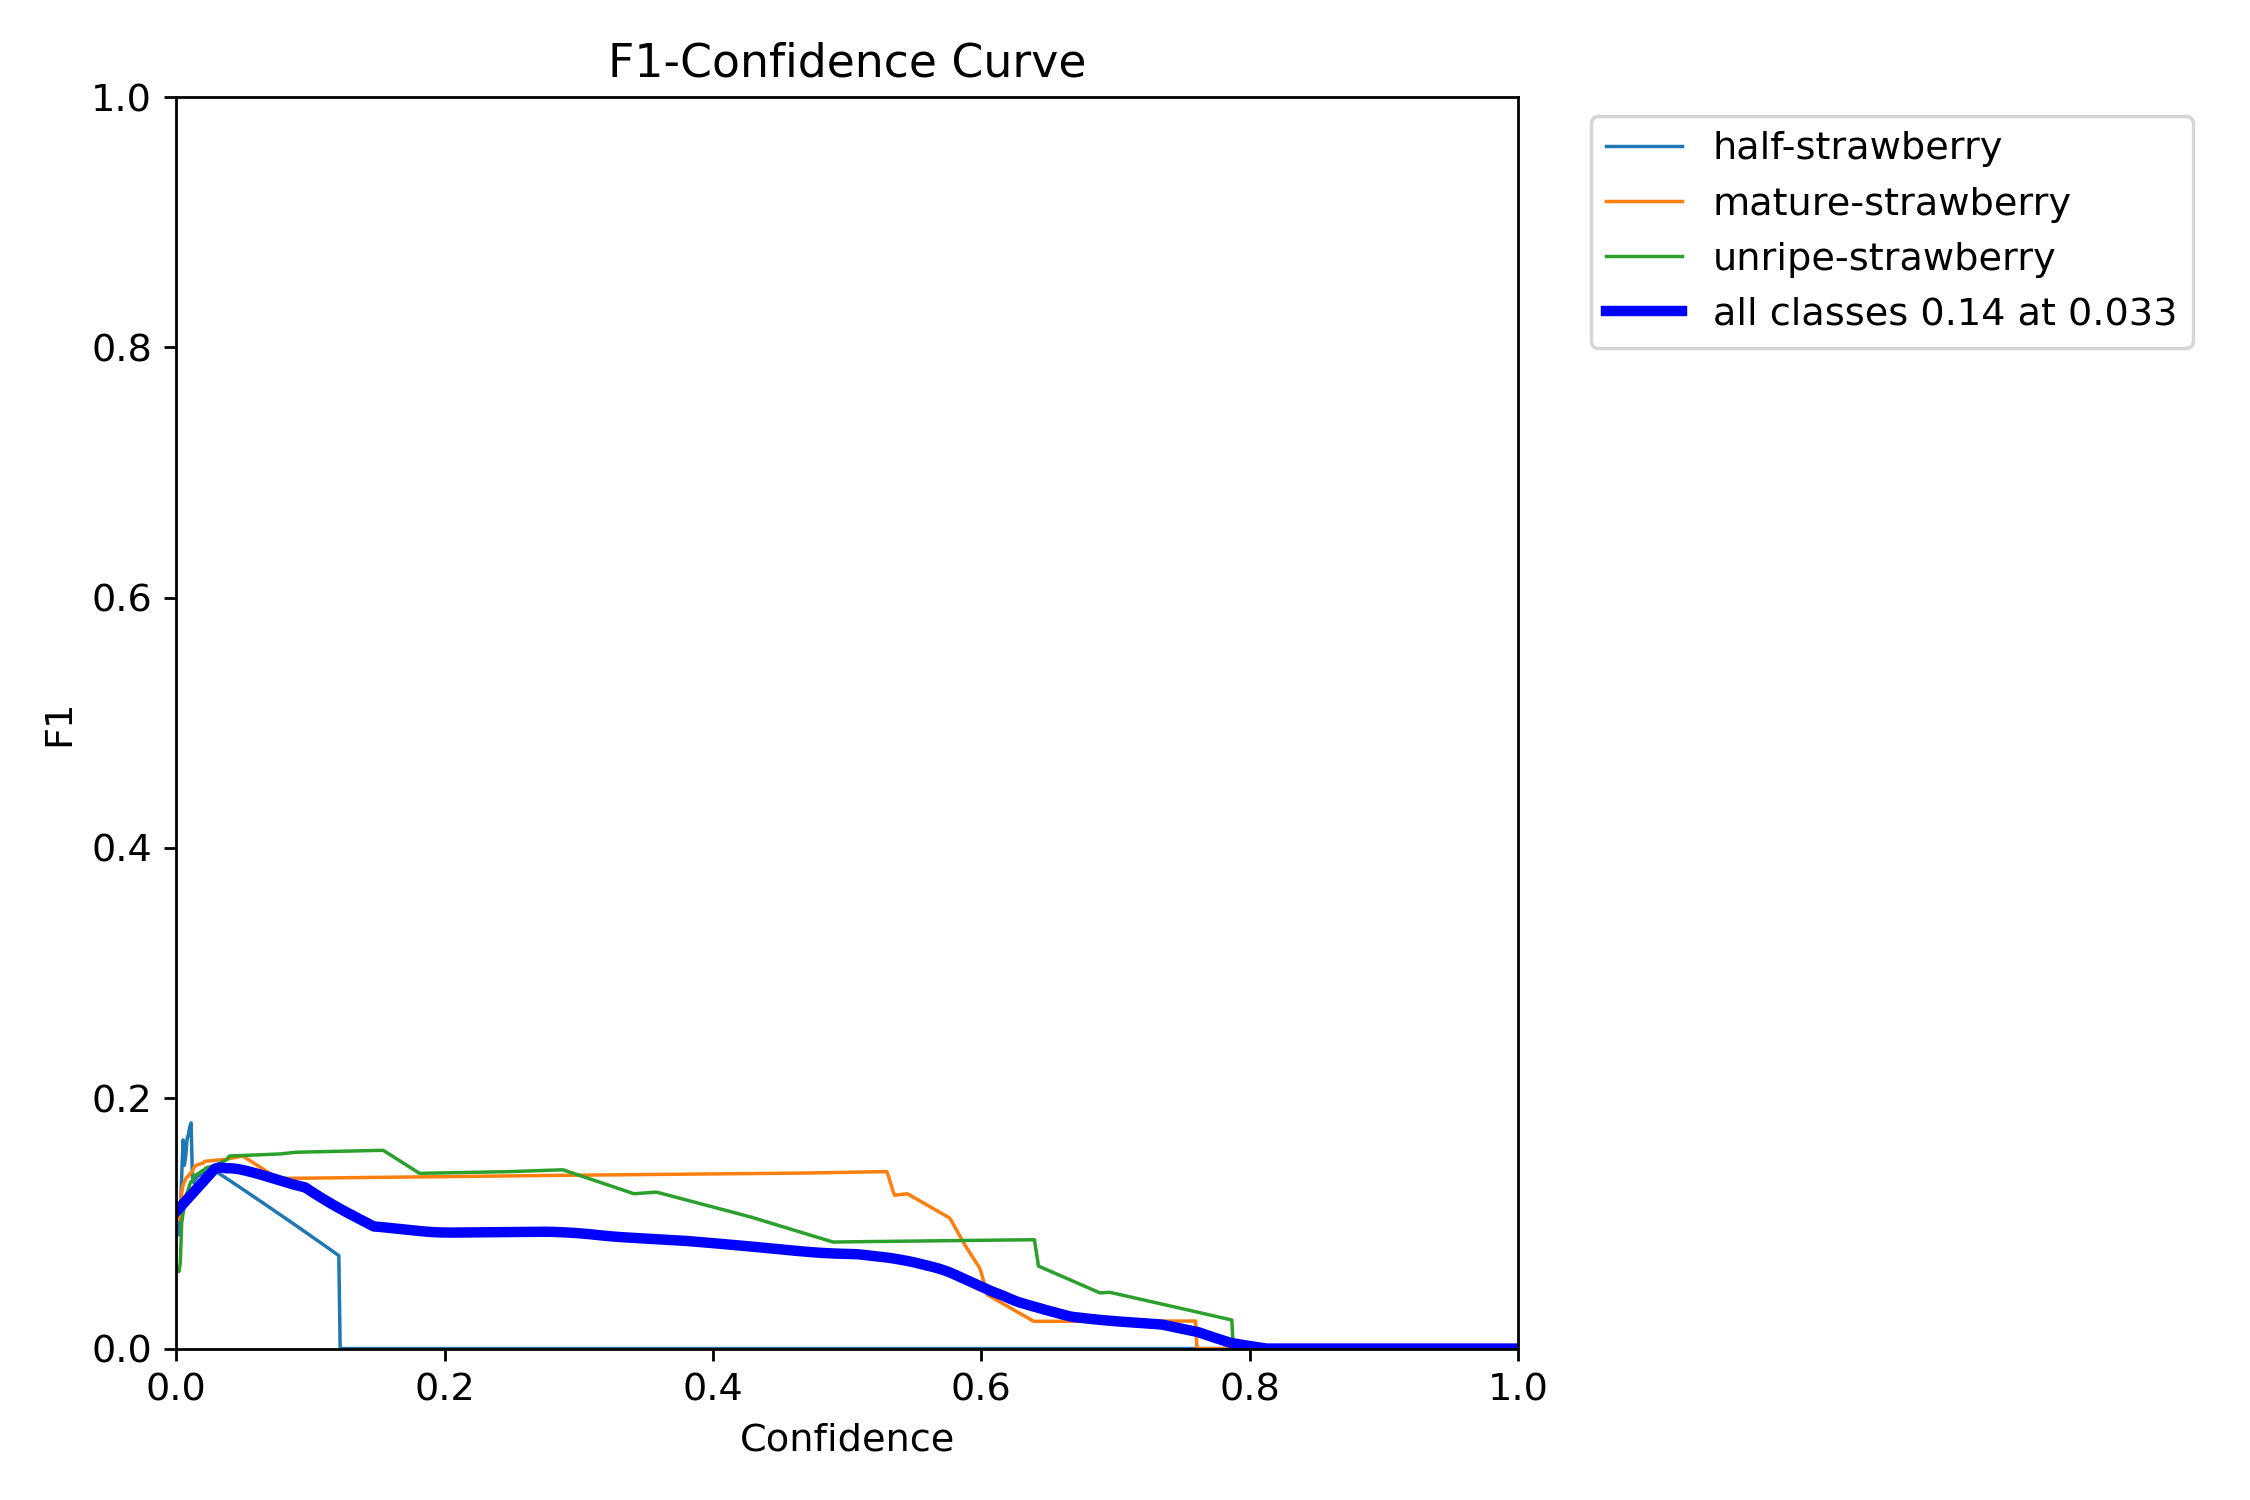 F1-Confidence Curve
1.0
0.8
0.6
0.4
0.2
0.0
F1
0.0 0.2 0.4 0.6 0.8 1.0
Confidence
half-strawberry
mature-strawberry
unripe-strawberry
all classes 0.14 at 0.033